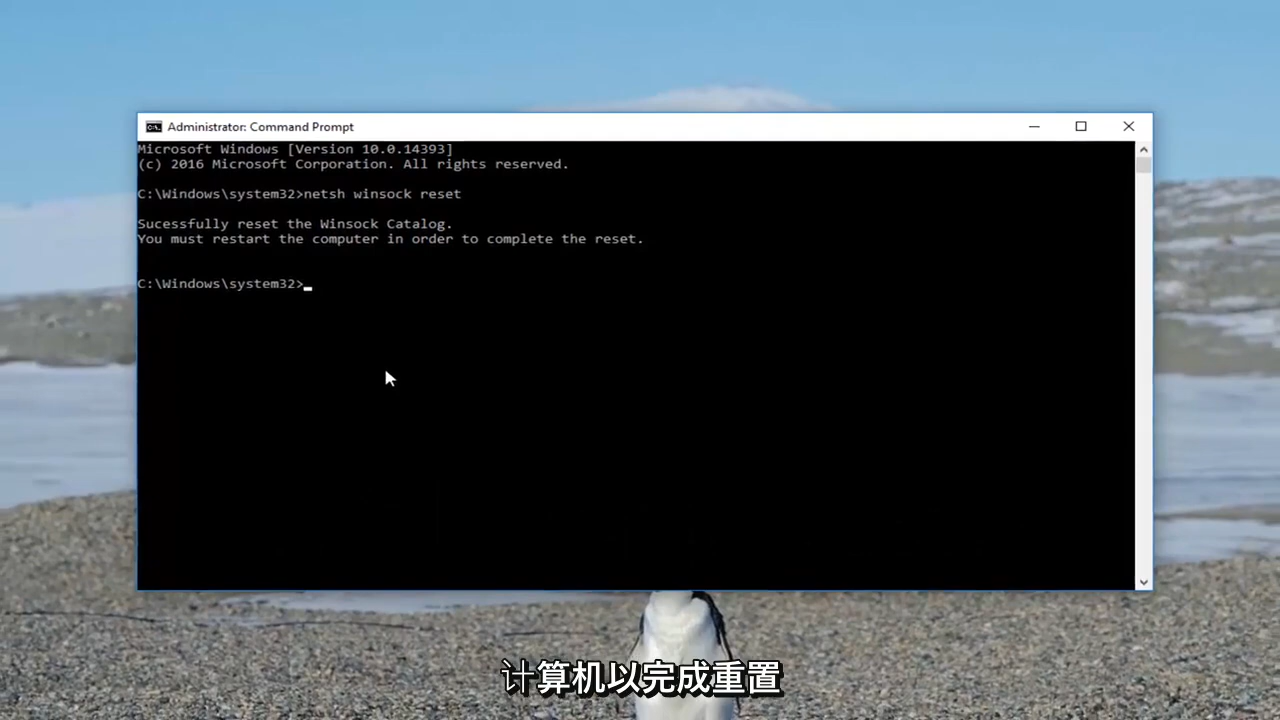 Administrator: Command Prompt
Microsoft Windows [Version 10.0.14393]
(c) 2016 Microsoft Corporation. All rights reserved.
C:\Windows\system32>netsh winsock reset
Sucessfully reset the Winsock Catalog.
You must restart the computer in order to complete the reset.
C:\Windows\system32>
计算机以完成重置